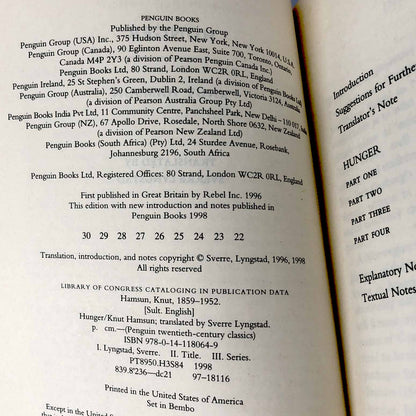 PENGUIN BOOKS
Published by the Penguin Group
Penguin Group (USA) Inc., 375 Hudson Street, New York, New York 10014, U.S.A.
Penguin Group (Canada), 90 Eglinton Avenue East, Suite 700, Toronto, Ontario,
Canada M4P 2Y3 (a division of Pearson Penguin Canada Inc.)
Penguin Books Ltd, 80 Strand, London WC2R 0RL, England
Penguin Ireland, 25 St Stephen's Green, Dublin 2, Ireland (a division of Penguin Books Ltd)
Penguin Group (Australia), 250 Camberwell Road, Camberwell, Victoria 3124, Australia
(a division of Pearson Australia Group Pty Ltd)
Penguin Books India Pvt Ltd, 11 Community Centre, Panchsheel Park, New Delhi – 110 017, India
Penguin Group (NZ), 67 Apollo Drive, Rosedale, North Shore 0632, New Zealand
(a division of Pearson New Zealand Ltd)
Penguin Books (South Africa) (Pty) Ltd, 24 Sturdee Avenue, Rosebank,
Johannesburg 2196, South Africa
Penguin Books Ltd, Registered Offices: 80 Strand, London WC2R 0RL, England
First published in Great Britain by Rebel Inc. 1996
This edition with new introduction and notes published in
Penguin Books 1998
30 29 28 27 26 25 24 23 22
Translation, introduction, and notes copyright © Sverre, Lyngstad, 1996, 1998
All rights reserved
LIBRARY OF CONGRESS CATALOGING IN PUBLICATION DATA
Hamsun, Knut, 1859–1952.
[Sult. English]
Hunger/Knut Hamsun; translated by Sverre Lyngstad.
p. cm.—(Penguin twentieth-century classics)
ISBN 978-0-14-118064-9
I. Lyngstad, Sverre. II. Title. III. Series.
PT8950.H3S84 1998
839.8'236—dc21 97-18116
Printed in the United States of America
Set in Bembo
Except in the United States
Introduction
Suggestions for Furthe
Translator's Note
HUNGER
PART ONE
PART TWO
PART THREE
PART FOUR
Explanatory No
Textual Notes